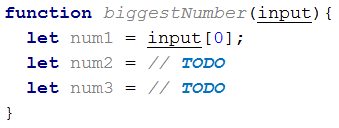 function biggestNumber(input){
  let num1 = input[0];
  let num2 = // TODO
  let num3 = // TODO
}